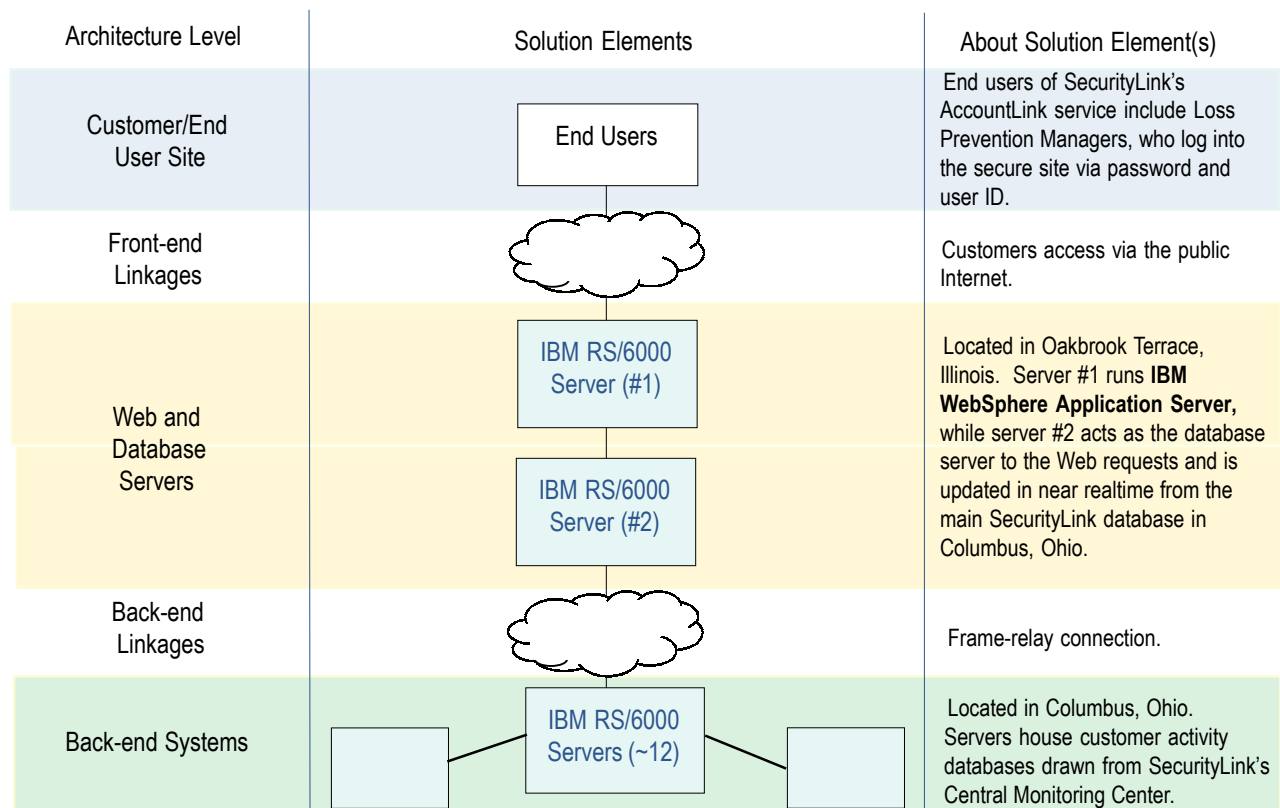 Architecture Level
Solution Elements
About Solution Element(s)
Customer/End
User Site
End Users
End users of SecurityLink's
AccountLink service include Loss
Prevention Managers, who log into
the secure site via password and
user ID.
Front-end
Linkages
Customers access via the public
Internet.
Web and
Database
Servers
IBM RS/6000
Server (#1)
IBM RS/6000
Server (#2)
Located in Oakbrook Terrace,
Illinois. Server #1 runs IBM
WebSphere Application Server,
while server #2 acts as the database
server to the Web requests and is
updated in near realtime from the
main SecurityLink database in
Columbus, Ohio.
Back-end
Linkages
Frame-relay connection.
Back-end Systems
IBM RS/6000
Servers (~12)
Located in Columbus, Ohio.
Servers house customer activity
databases drawn from SecurityLink's
Central Monitoring Center.